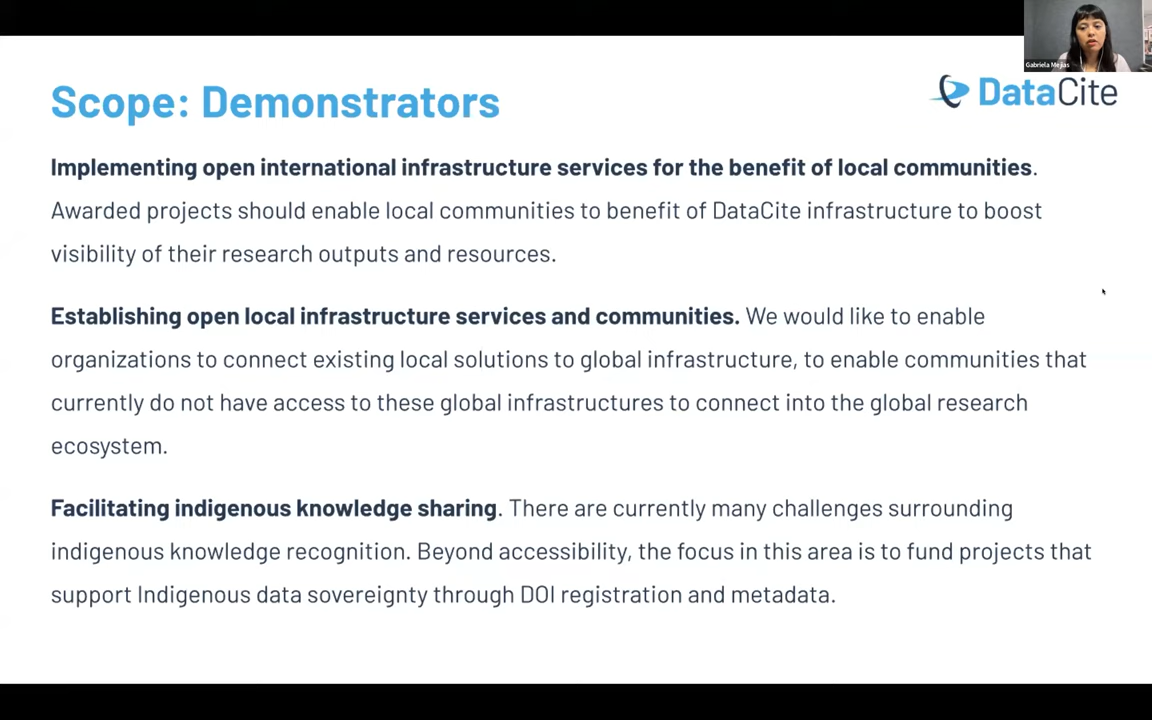 Gabriela Mejias
Scope: Demonstrators
DataCite
Implementing open international infrastructure services for the benefit of local communities.
Awarded projects should enable local communities to benefit of DataCite infrastructure to boost
visibility of their research outputs and resources.
Establishing open local infrastructure services and communities. We would like to enable
organizations to connect existing local solutions to global infrastructure, to enable communities that
currently do not have access to these global infrastructures to connect into the global research
ecosystem.
Facilitating indigenous knowledge sharing. There are currently many challenges surrounding
indigenous knowledge recognition. Beyond accessibility, the focus in this area is to fund projects that
support Indigenous data sovereignty through DOI registration and metadata.